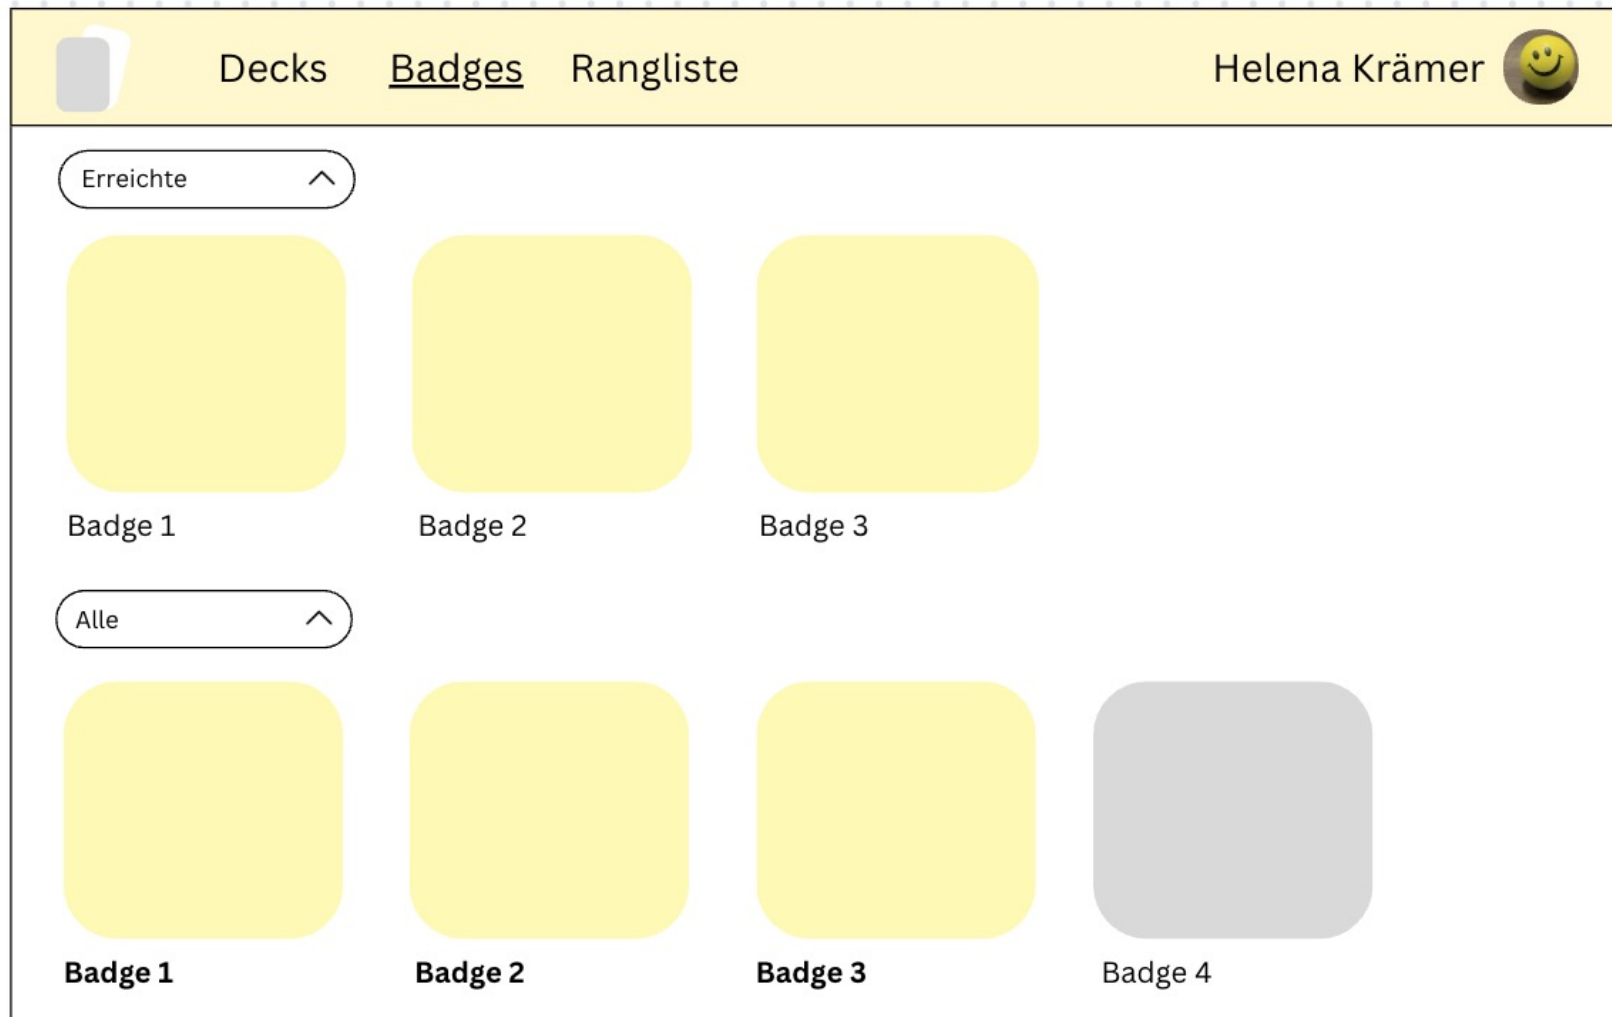 Decks Badges Rangliste Helena Krämer
Erreichte
Badge 1 Badge 2 Badge 3
Alle
Badge 1 Badge 2 Badge 3 Badge 4